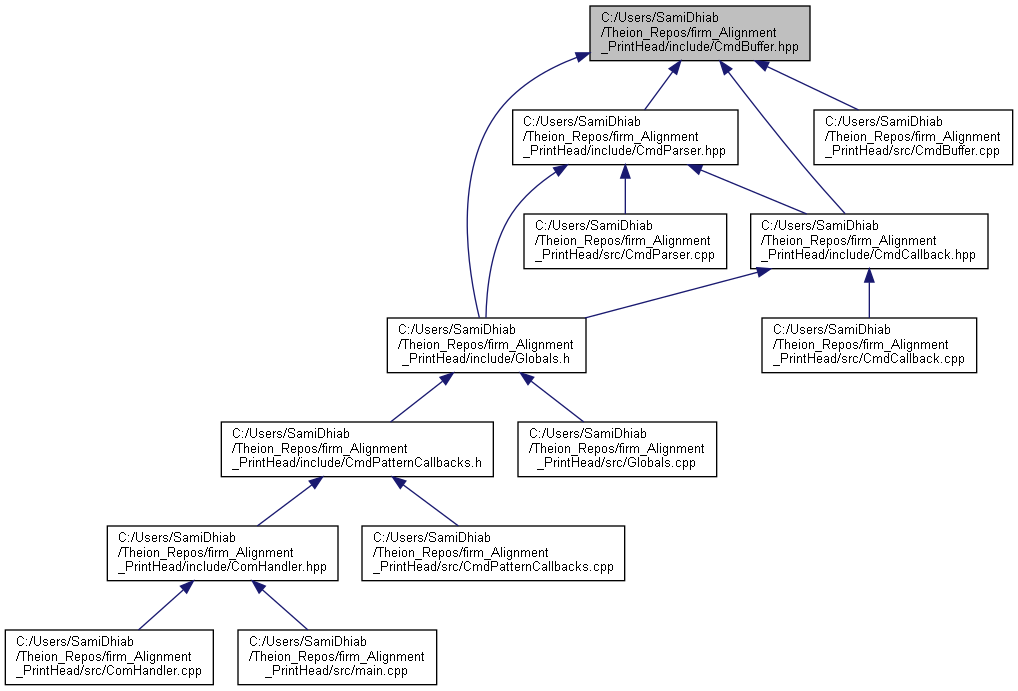 C:/Users/SamiDhiab
/Theion_Repos/firm_Alignment
_PrintHead/include/CmdBuffer.hpp
C:/Users/SamiDhiab
/Theion_Repos/firm_Alignment
_PrintHead/include/CmdParser.hpp
C:/Users/SamiDhiab
/Theion_Repos/firm_Alignment
_PrintHead/src/CmdBuffer.cpp
C:/Users/SamiDhiab
/Theion_Repos/firm_Alignment
_PrintHead/src/CmdParser.cpp
C:/Users/SamiDhiab
/Theion_Repos/firm_Alignment
_PrintHead/include/CmdCallback.hpp
C:/Users/SamiDhiab
/Theion_Repos/firm_Alignment
_PrintHead/include/Globals.h
C:/Users/SamiDhiab
/Theion_Repos/firm_Alignment
_PrintHead/src/CmdCallback.cpp
C:/Users/SamiDhiab
/Theion_Repos/firm_Alignment
_PrintHead/include/CmdPatternCallbacks.h
C:/Users/SamiDhiab
/Theion_Repos/firm_Alignment
_PrintHead/src/Globals.cpp
C:/Users/SamiDhiab
/Theion_Repos/firm_Alignment
_PrintHead/include/ComHandler.hpp
C:/Users/SamiDhiab
/Theion_Repos/firm_Alignment
_PrintHead/src/CmdPatternCallbacks.cpp
C:/Users/SamiDhiab
/Theion_Repos/firm_Alignment
_PrintHead/src/ComHandler.cpp
C:/Users/SamiDhiab
/Theion_Repos/firm_Alignment
_PrintHead/src/main.cpp